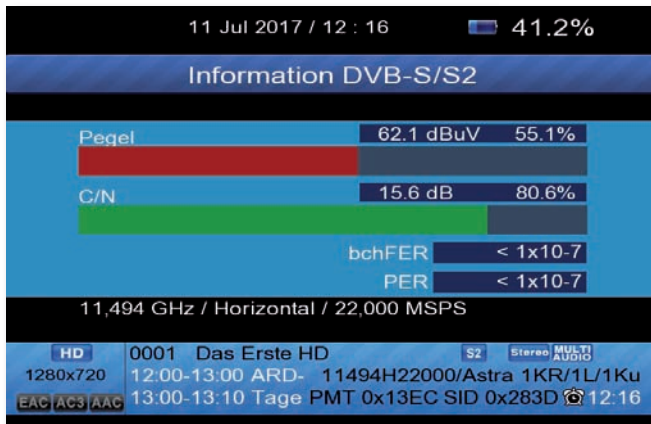 11 Jul 2017 / 12 : 16 41.2%
Information DVB-S/S2
Pegel 62.1 dBuV 55.1%
C/N 15.6 dB 80.6%
bchFER < 1x10-7
PER < 1x10-7
11,494 GHz / Horizontal / 22,000 MSPS
HD 0001 Das Erste HD S2 Stereo MULTI AUDIO
1280x720 12:00-13:00 ARD- 11494H22000/Astra 1KR/1L/1Ku
EAC AC3 AAC 13:00-13:10 Tage PMT 0x13EC SID 0x283D 12:16